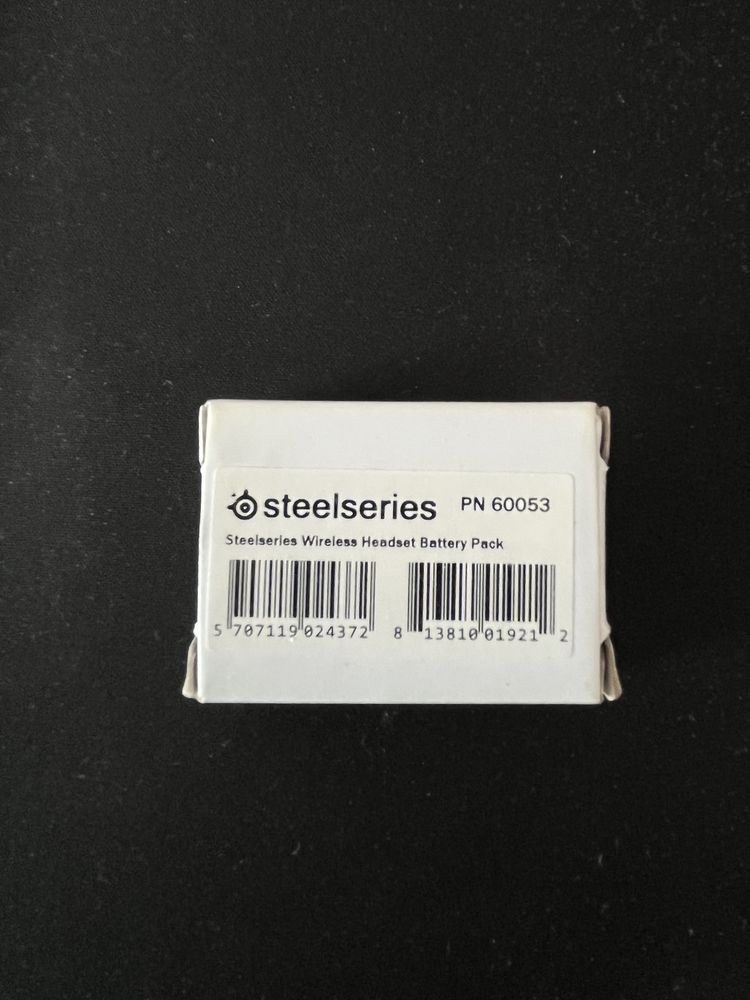 steelseries PN 60053
Steelseries Wireless Headset Battery Pack
5 707119 024372 8 13810 01921 2